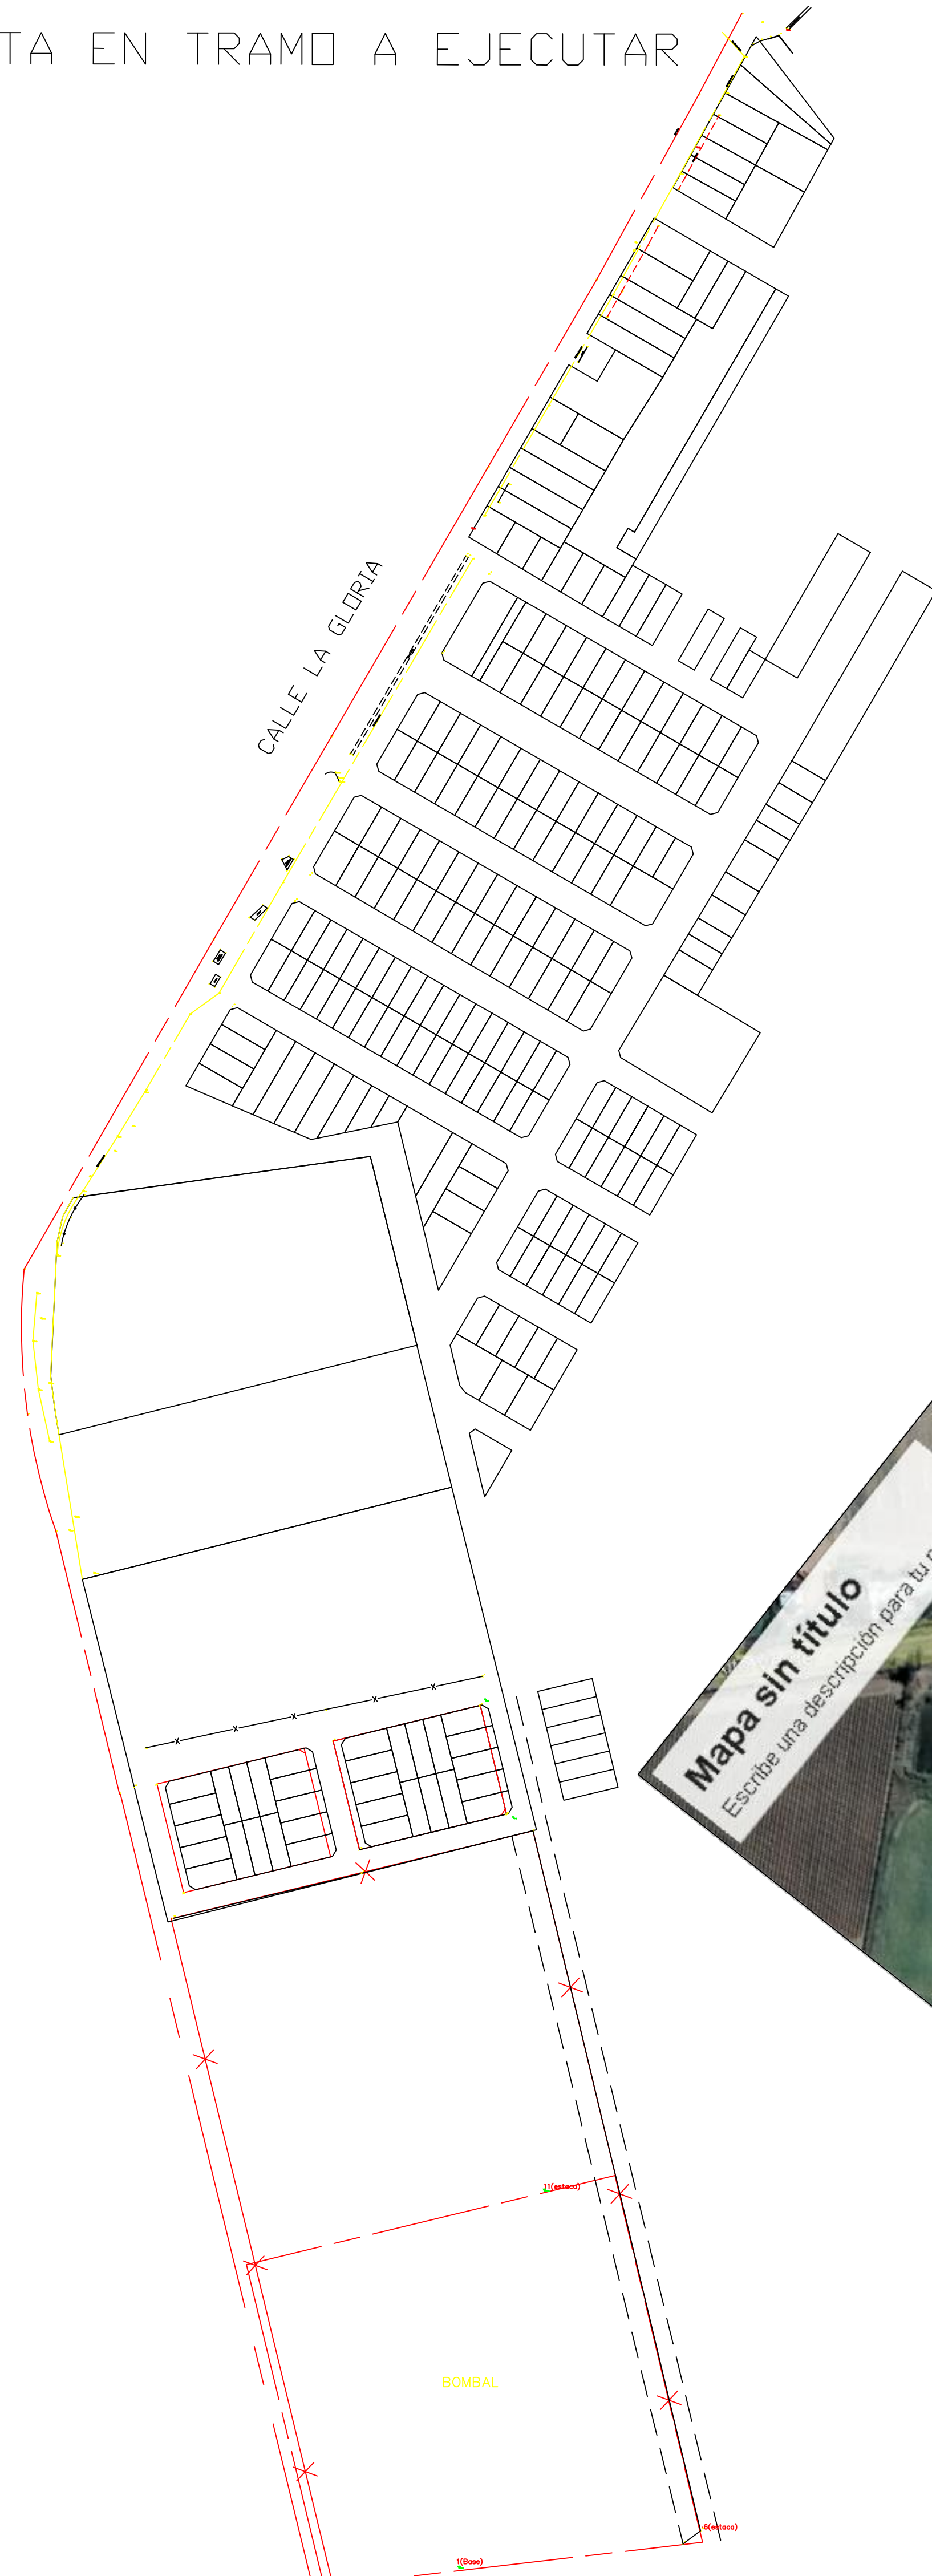 TA EN TRAMO A EJECUTAR
CALLE LA GLORIA
Mapa sin título
Escribe una descripción para tu
11(estaca)
BOMBAL
6(estaca)
1(Base)